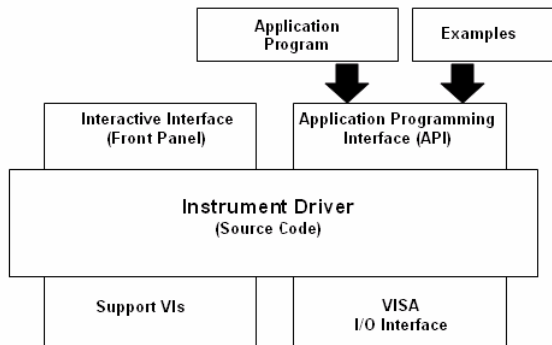 Application
Program
Examples
Interactive Interface
(Front Panel)
Application Programming
Interface (API)
Instrument Driver
(Source Code)
Support VIs
VISA
I/O Interface